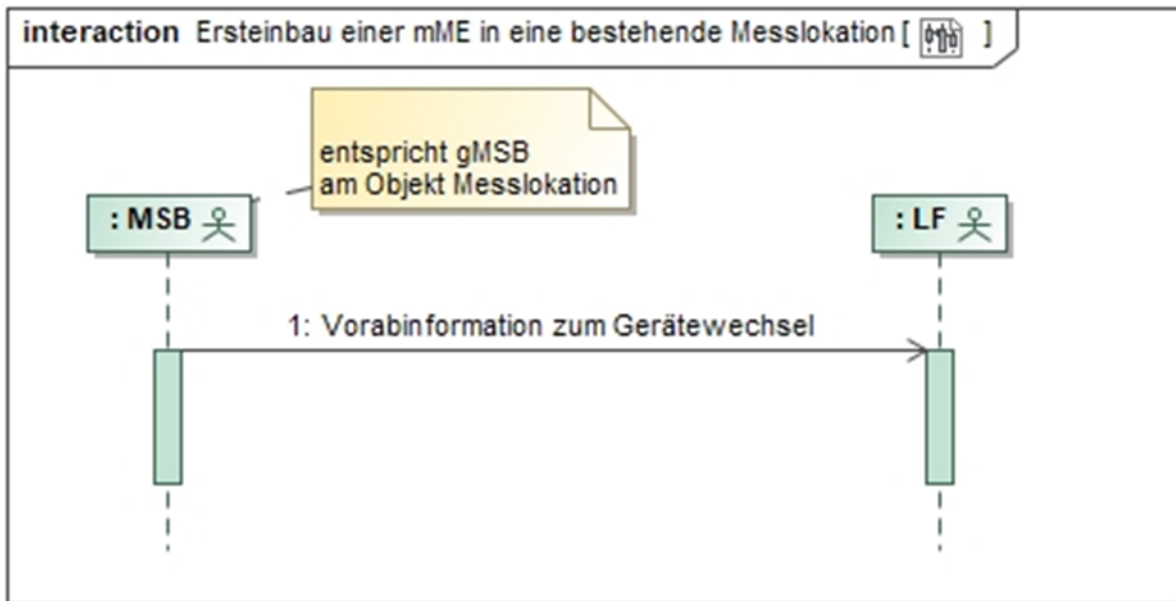 interaction Ersteinbau einer mME in eine bestehende Messlokation [ ]
entspricht gMSB
am Objekt Messlokation
: MSB
: LF
1: Vorabinformation zum Gerätewechsel